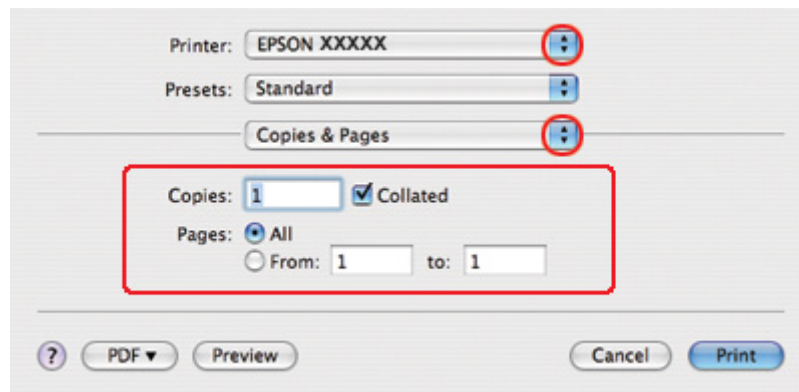 Printer: EPSON XXXXX
Presets: Standard
Copies & Pages
Copies: 1 Collated
Pages: All
From: 1 to: 1
? PDF ▼ Preview Cancel Print